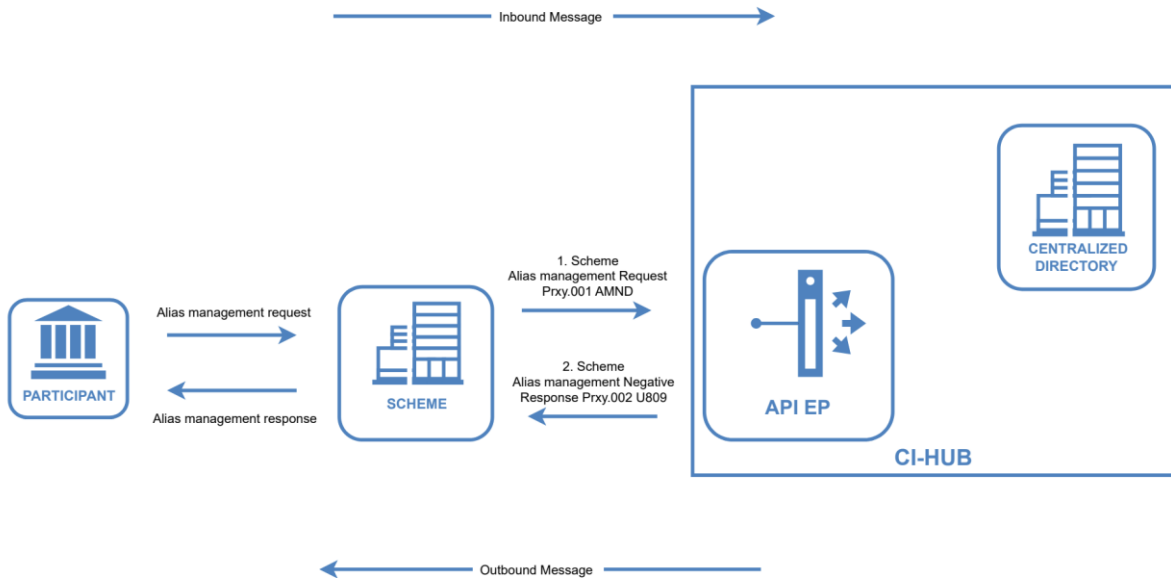 Inbound Message
CENTRALIZED
DIRECTORY
1. Scheme
Alias management Request
Prxy.001 AMND
Alias management request
PARTICIPANT
Alias management response
SCHEME
2. Scheme
Alias management Negative
Response Prxy.002 U809
API EP
CI-HUB
Outbound Message